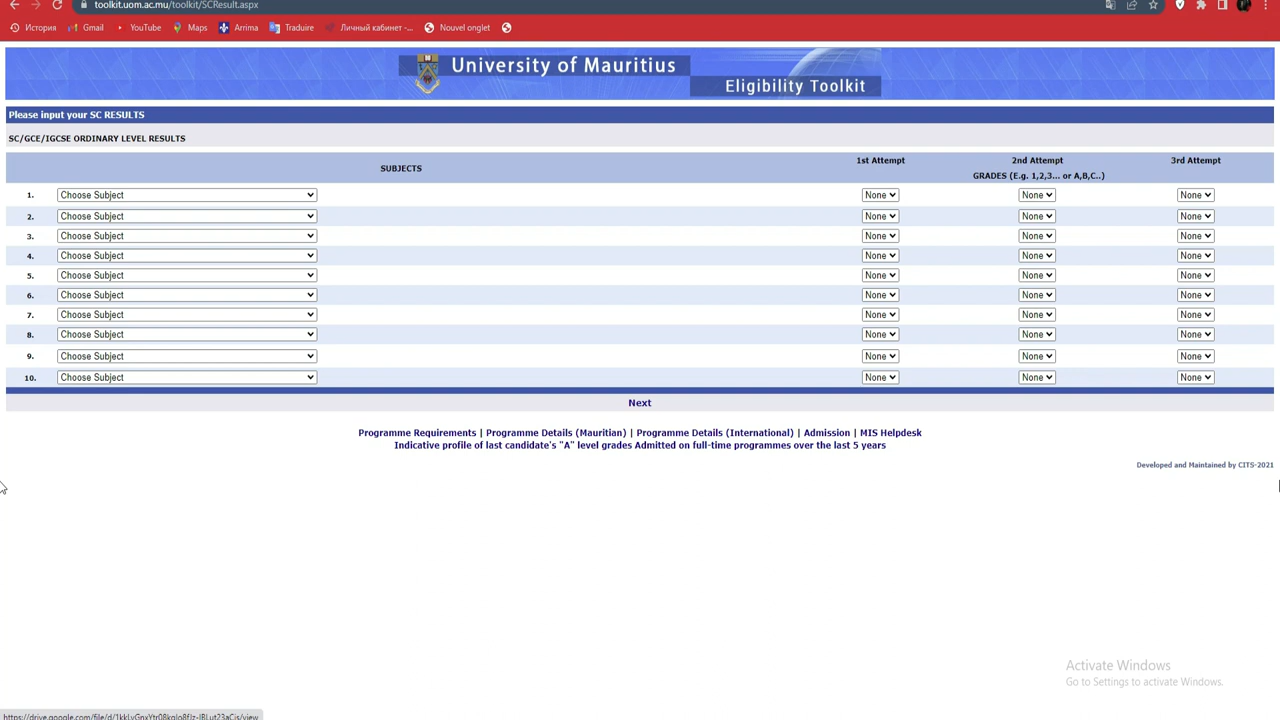 toolkit.uom.ac.mu/toolkit/SCResult.aspx
История Gmail YouTube Maps Arrima Traduire Личный кабинет -... Nouvel onglet
University of Mauritius
Eligibility Toolkit
Please input your SC RESULTS
SC/GCE/IGCSE ORDINARY LEVEL RESULTS
SUBJECTS 1st Attempt 2nd Attempt 3rd Attempt
GRADES (E.g. 1,2,3... or A,B,C..)
1. Choose Subject None None None
2. Choose Subject None None None
3. Choose Subject None None None
4. Choose Subject None None None
5. Choose Subject None None None
6. Choose Subject None None None
7. Choose Subject None None None
8. Choose Subject None None None
9. Choose Subject None None None
10. Choose Subject None None None
Next
Programme Requirements | Programme Details (Mauritian) | Programme Details (International) | Admission | MIS Helpdesk
Indicative profile of last candidate's "A" level grades Admitted on full-time programmes over the last 5 years
Developed and Maintained by CITS-2021
Activate Windows
Go to Settings to activate Windows.